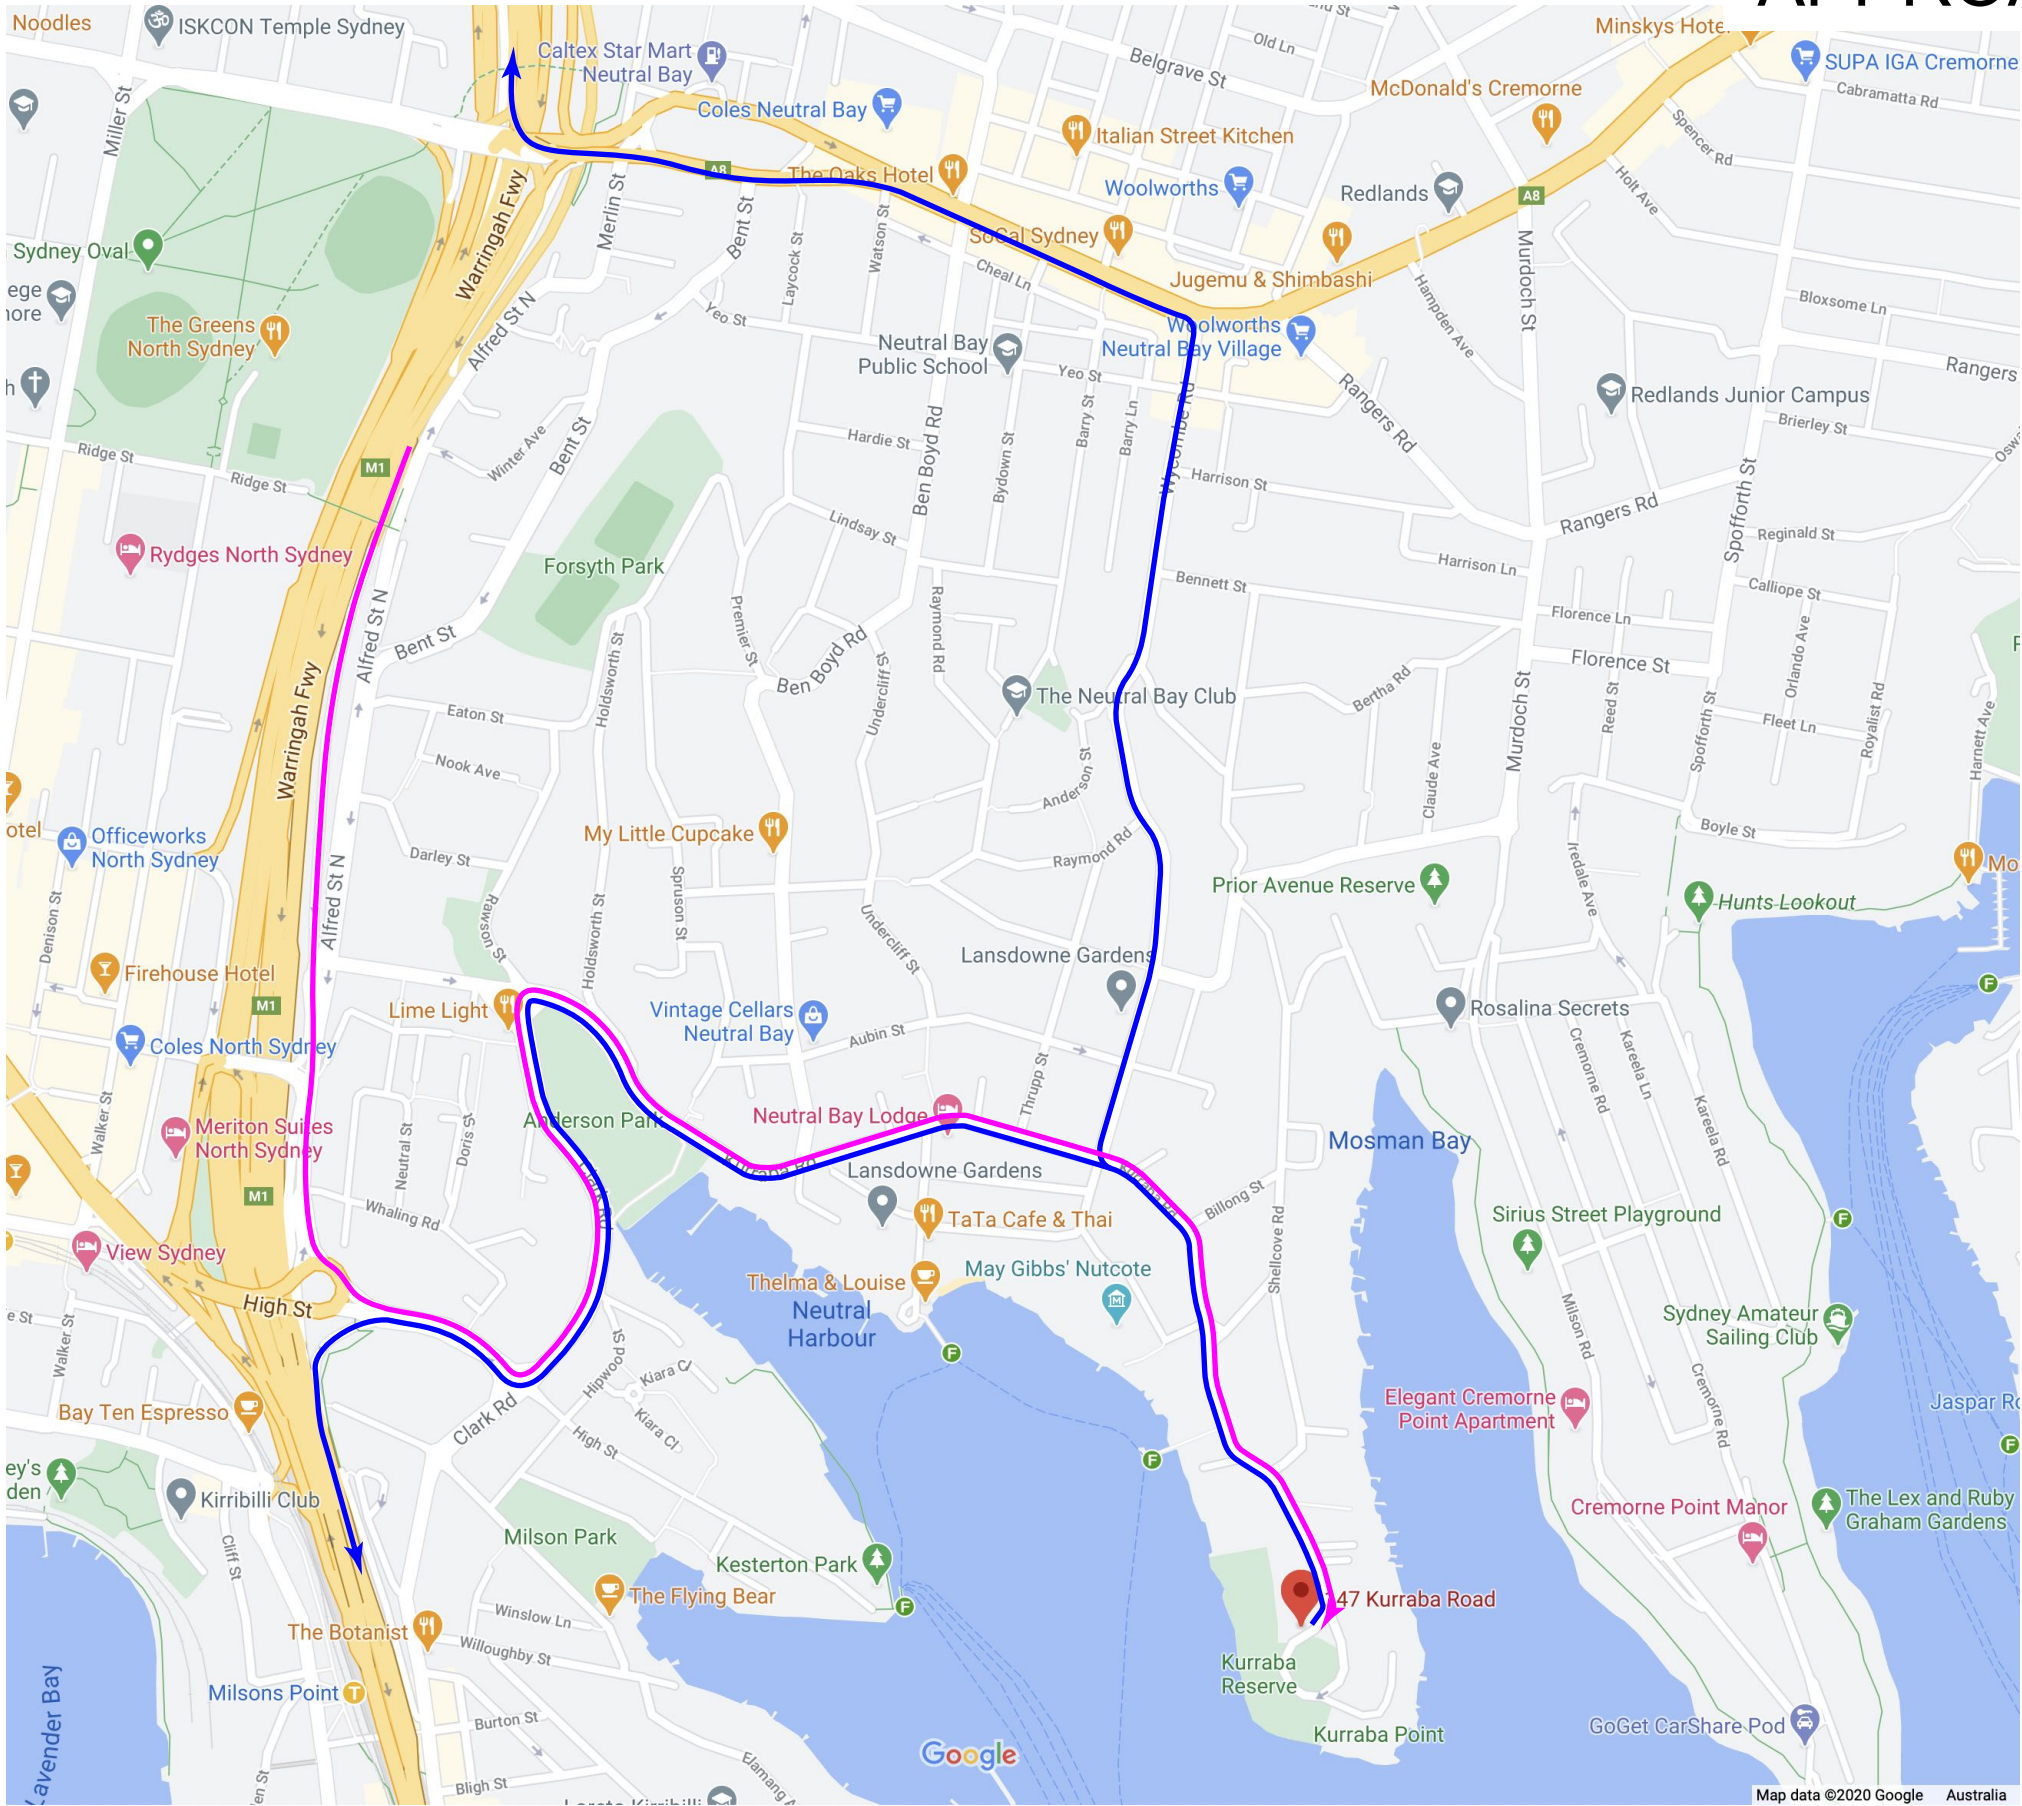 Noodles
ISKCON Temple Sydney
Caltex Star Mart
Neutral Bay
Belgrave St
Old Ln
Minskys Hote
SUPA IGA Cremorne
Cabramatta Rd
McDonald's Cremorne
Miller St
Coles Neutral Bay
Italian Street Kitchen
Spencer Rd
A8
The Oaks Hotel
Woolworths
Redlands
A8
Holt Ave
Warringah Fwy
Merlin St
Bent St
Watson St
Laycock St
Sydney Oval
SoCal Sydney
Cheal Ln
Jugemu & Shimbashi
Hampden Ave
Murdoch St
Bloxsome Ln
ege
The Greens
North Sydney
Alfred St N
Yeo St
Neutral Bay
Public School
Woolworths
Neutral Bay Village
Yeo St
Rangers Rd
Rangers
Redlands Junior Campus
Brierley St
Wycombe Rd
Barry St
Barry Ln
Ridge St
Ridge St
M1
Winter Ave
Bent St
Hardie St
Ben Boyd Rd
Bydown St
Harrison St
Rangers Rd
Spofforth St
Reginald St
Rydges North Sydney
Forsyth Park
Lindsay St
Harrison Ln
Bennett St
Calliope St
Premier St
Raymond Rd
Florence Ln
Florence St
Orlando Ave
Alfred St N
Bent St
Holdsworth St
Ben Boyd Rd
Undercliff St
The Neutral Bay Club
Bertha Rd
Murdoch St
Reed St
Spofforth St
Fleet Ln
Royalist Rd
Harnett Ave
Warringah Fwy
Eaton St
Nook Ave
Anderson St
Claude Ave
Boyle St
otel
Officeworks
North Sydney
My Little Cupcake
Raymond Rd
Darley St
Prior Avenue Reserve
Iredale Ave
Hunts Lookout
Mo
Denison St
Alfred St N
Rawson St
Holdsworth St
Spruson St
Undercliff St
Lansdowne Gardens
Firehouse Hotel
M1
Lime Light
Vintage Cellars
Neutral Bay
Aubin St
Rosalina Secrets
Coles North Sydney
Thrupp St
Cremorne Rd
Kareela Ln
Kareela Rd
Walker St
Meriton Suites
North Sydney
Neutral St
Doris St
Anderson Park
Neutral Bay Lodge
Mosman Bay
M1
Whaling Rd
Clark Rd
Kurraba Rd
Lansdowne Gardens
Kurraba Rd
Billong St
TaTa Cafe & Thai
Sirius Street Playground
View Sydney
Shellcove Rd
High St
Thelma & Louise
May Gibbs' Nutcote
Neutral
Harbour
Milson Rd
Sydney Amateur
Sailing Club
e St
Walker St
Hipwood St
Kiara Cl
Kiara Cl
Clark Rd
High St
Elegant Cremorne
Point Apartment
Cremorne Rd
Bay Ten Espresso
ey's
den
Kirribilli Club
Cliff St
Milson Park
Kesterton Park
Cremorne Point Manor
The Lex and Ruby
Graham Gardens
The Flying Bear
47 Kurraba Road
Winslow Ln
The Botanist
Willoughby St
Kurraba
Reserve
Lavender Bay
Milsons Point
Burton St
Kurraba Point
GoGet CarShare Pod
Google
Bligh St
Map data ©2020 Google Australia